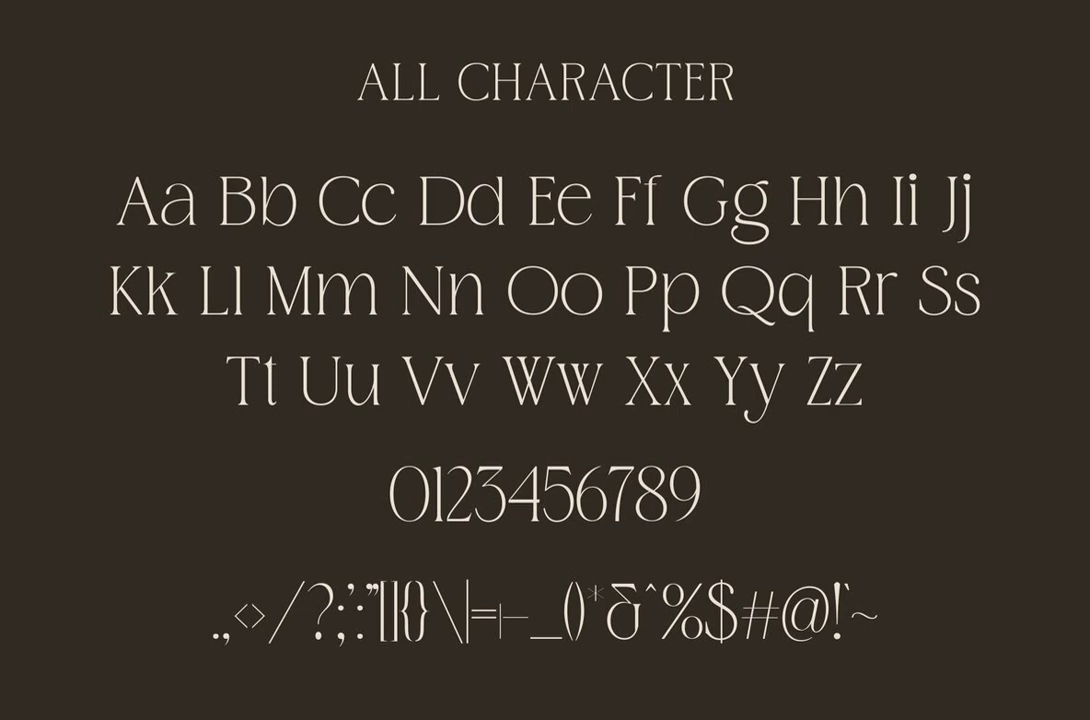 ALL CHARACTER
Aa Bb Cc Dd Ee Ff Gg Hh Ii Jj
Kk Ll Mm Nn Oo Pp Qq Rr Ss
Tt Uu Vv Ww Xx Yy Zz
0123456789
.,<>/?;:'"[]{}\|=+-_()*&^%$#@!`~